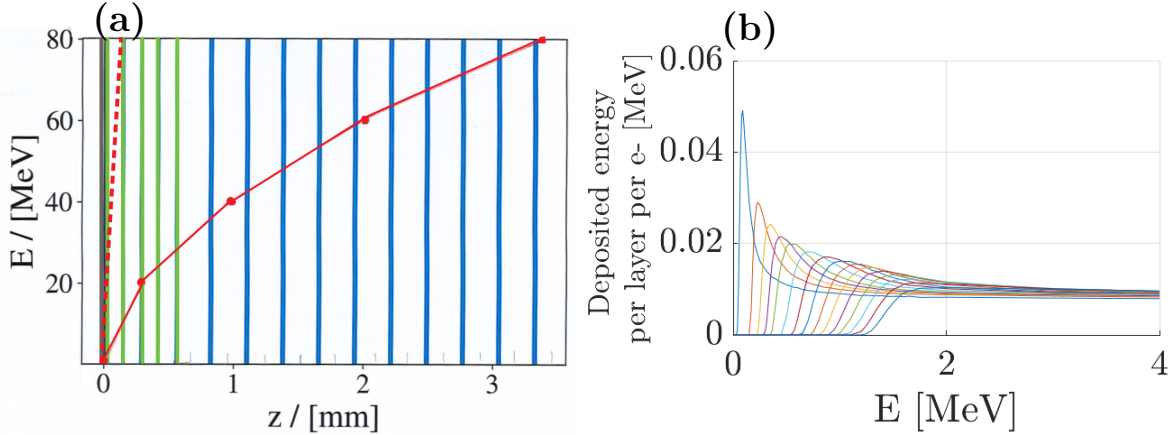 (a)
E / [MeV]
80
60
40
20
0
1
2
3
z / [mm]
(b)
Deposited energy
per layer per e- [MeV]
0.06
0.04
0.02
0
0
2
4
E [MeV]